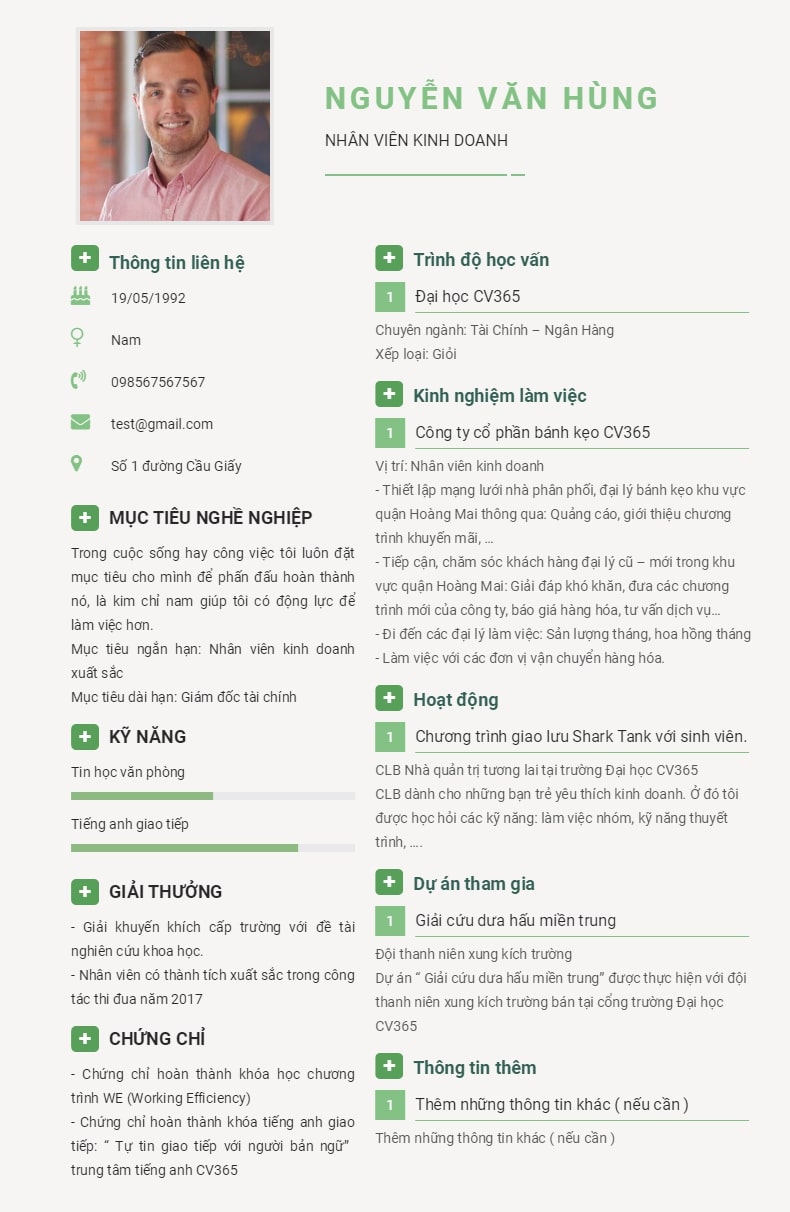 NGUYỄN VĂN HÙNG
NHÂN VIÊN KINH DOANH
Thông tin liên hệ
19/05/1992
Nam
098567567567
test@gmail.com
Số 1 đường Cầu Giấy
MỤC TIÊU NGHỀ NGHIỆP
Trong cuộc sống hay công việc tôi luôn đặt
mục tiêu cho mình để phấn đấu hoàn thành
nó, là kim chỉ nam giúp tôi có động lực để
làm việc hơn.
Mục tiêu ngắn hạn: Nhân viên kinh doanh
xuất sắc
Mục tiêu dài hạn: Giám đốc tài chính
KỸ NĂNG
Tin học văn phòng
Tiếng anh giao tiếp
GIẢI THƯỞNG
- Giải khuyến khích cấp trường với đề tài
nghiên cứu khoa học.
- Nhân viên có thành tích xuất sắc trong công
tác thi đua năm 2017
CHỨNG CHỈ
- Chứng chỉ hoàn thành khóa học chương
trình WE (Working Efficiency)
- Chứng chỉ hoàn thành khóa tiếng anh giao
tiếp: “ Tự tin giao tiếp với người bản ngữ”
trung tâm tiếng anh CV365
Trình độ học vấn
1 Đại học CV365
Chuyên ngành: Tài Chính – Ngân Hàng
Xếp loại: Giỏi
Kinh nghiệm làm việc
1 Công ty cổ phần bánh kẹo CV365
Vị trí: Nhân viên kinh doanh
- Thiết lập mạng lưới nhà phân phối, đại lý bánh kẹo khu vực
quận Hoàng Mai thông qua: Quảng cáo, giới thiệu chương
trình khuyến mãi, …
- Tiếp cận, chăm sóc khách hàng đại lý cũ – mới trong khu
vực quận Hoàng Mai: Giải đáp khó khăn, đưa các chương
trình mới của công ty, báo giá hàng hóa, tư vấn dịch vụ…
- Đi đến các đại lý làm việc: Sản lượng tháng, hoa hồng tháng
- Làm việc với các đơn vị vận chuyển hàng hóa.
Hoạt động
1 Chương trình giao lưu Shark Tank với sinh viên.
CLB Nhà quản trị tương lai tại trường Đại học CV365
CLB dành cho những bạn trẻ yêu thích kinh doanh. Ở đó tôi
được học hỏi các kỹ năng: làm việc nhóm, kỹ năng thuyết
trình, ….
Dự án tham gia
1 Giải cứu dưa hấu miền trung
Đội thanh niên xung kích trường
Dự án “ Giải cứu dưa hấu miền trung” được thực hiện với đội
thanh niên xung kích trường bán tại cổng trường Đại học
CV365
Thông tin thêm
1 Thêm những thông tin khác ( nếu cần )
Thêm những thông tin khác ( nếu cần )